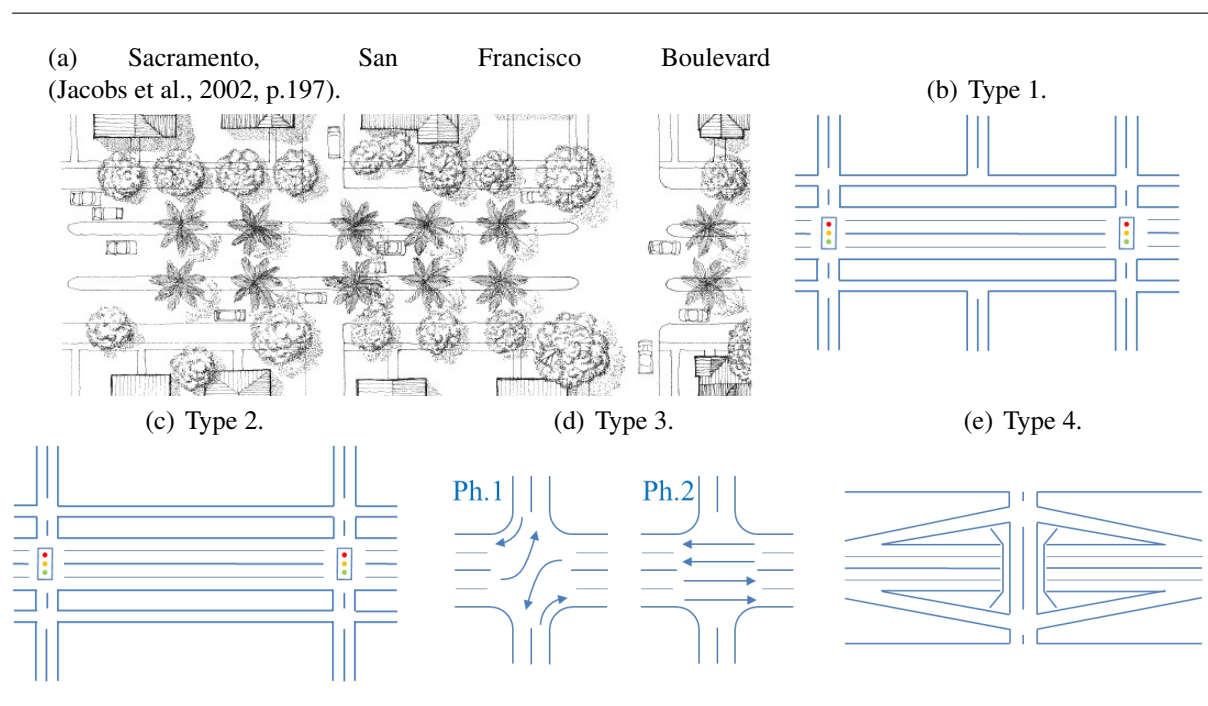 (a) Sacramento, San Francisco Boulevard
(Jacobs et al., 2002, p.197).
(b) Type 1.
(c) Type 2.
(d) Type 3.
(e) Type 4.
Ph.1
Ph.2